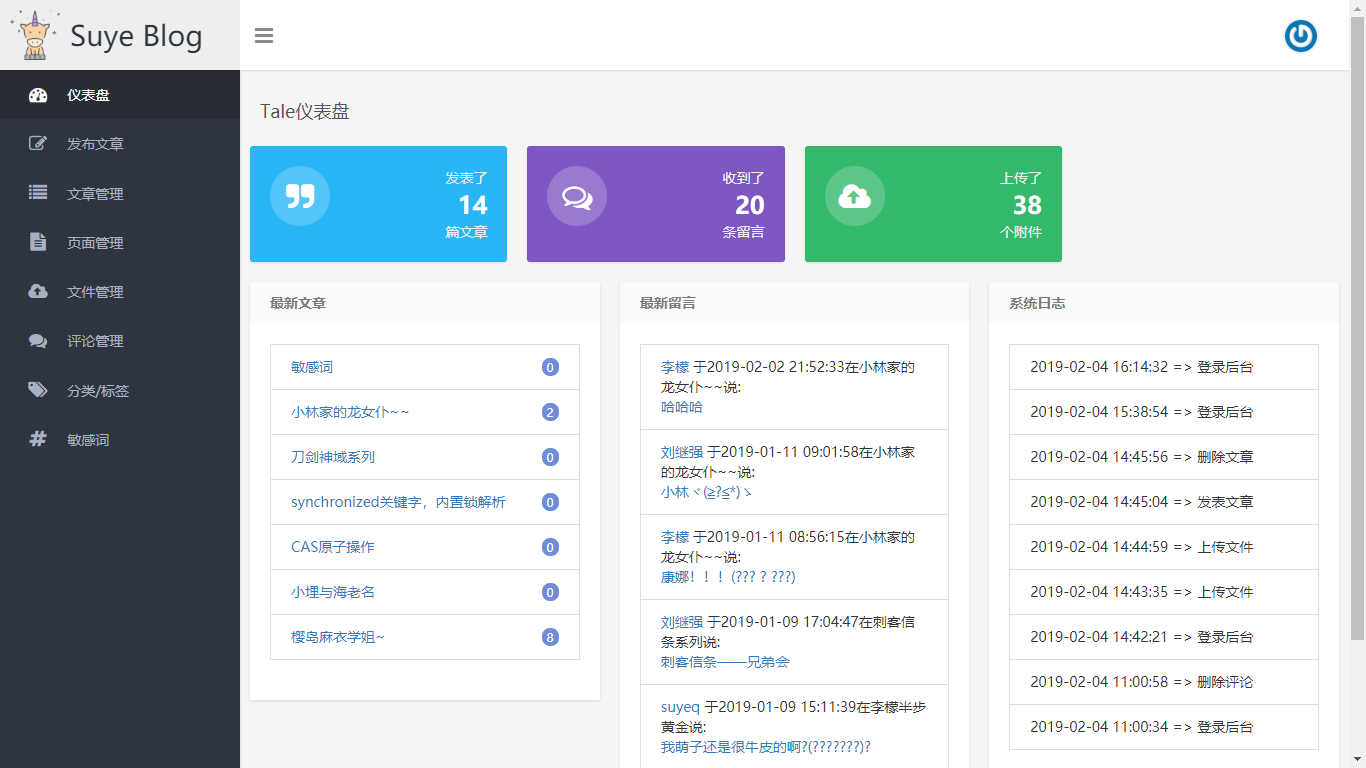 Suye Blog
仪表盘
发布文章
文章管理
页面管理
文件管理
评论管理
分类/标签
敏感词
Tale仪表盘
发表了
14
篇文章
收到了
20
条留言
上传了
38
个附件
最新文章
敏感词 0
小林家的龙女仆~~ 2
刀剑神域系列 0
synchronized关键字，内置锁解析 0
CAS原子操作 0
小埋与海老名 0
樱岛麻衣学姐~ 8
最新留言
李檬 于2019-02-02 21:52:33在小林家的
龙女仆~~说:
哈哈哈
刘继强 于2019-01-11 09:01:58在小林家
的龙女仆~~说:
小林ヾ(≧?≦*)ゝ
李檬 于2019-01-11 08:56:15在小林家的
龙女仆~~说:
康娜！！！(??? ? ???)
刘继强 于2019-01-09 17:04:47在刺客信
条系列说:
刺客信条——兄弟会
suyeq 于2019-01-09 15:11:39在李檬半步
黄金说:
我萌子还是很牛皮的啊?(???????)?
系统日志
2019-02-04 16:14:32 => 登录后台
2019-02-04 15:38:54 => 登录后台
2019-02-04 14:45:56 => 删除文章
2019-02-04 14:45:04 => 发表文章
2019-02-04 14:44:59 => 上传文件
2019-02-04 14:43:35 => 上传文件
2019-02-04 14:42:21 => 登录后台
2019-02-04 11:00:58 => 删除评论
2019-02-04 11:00:34 => 登录后台